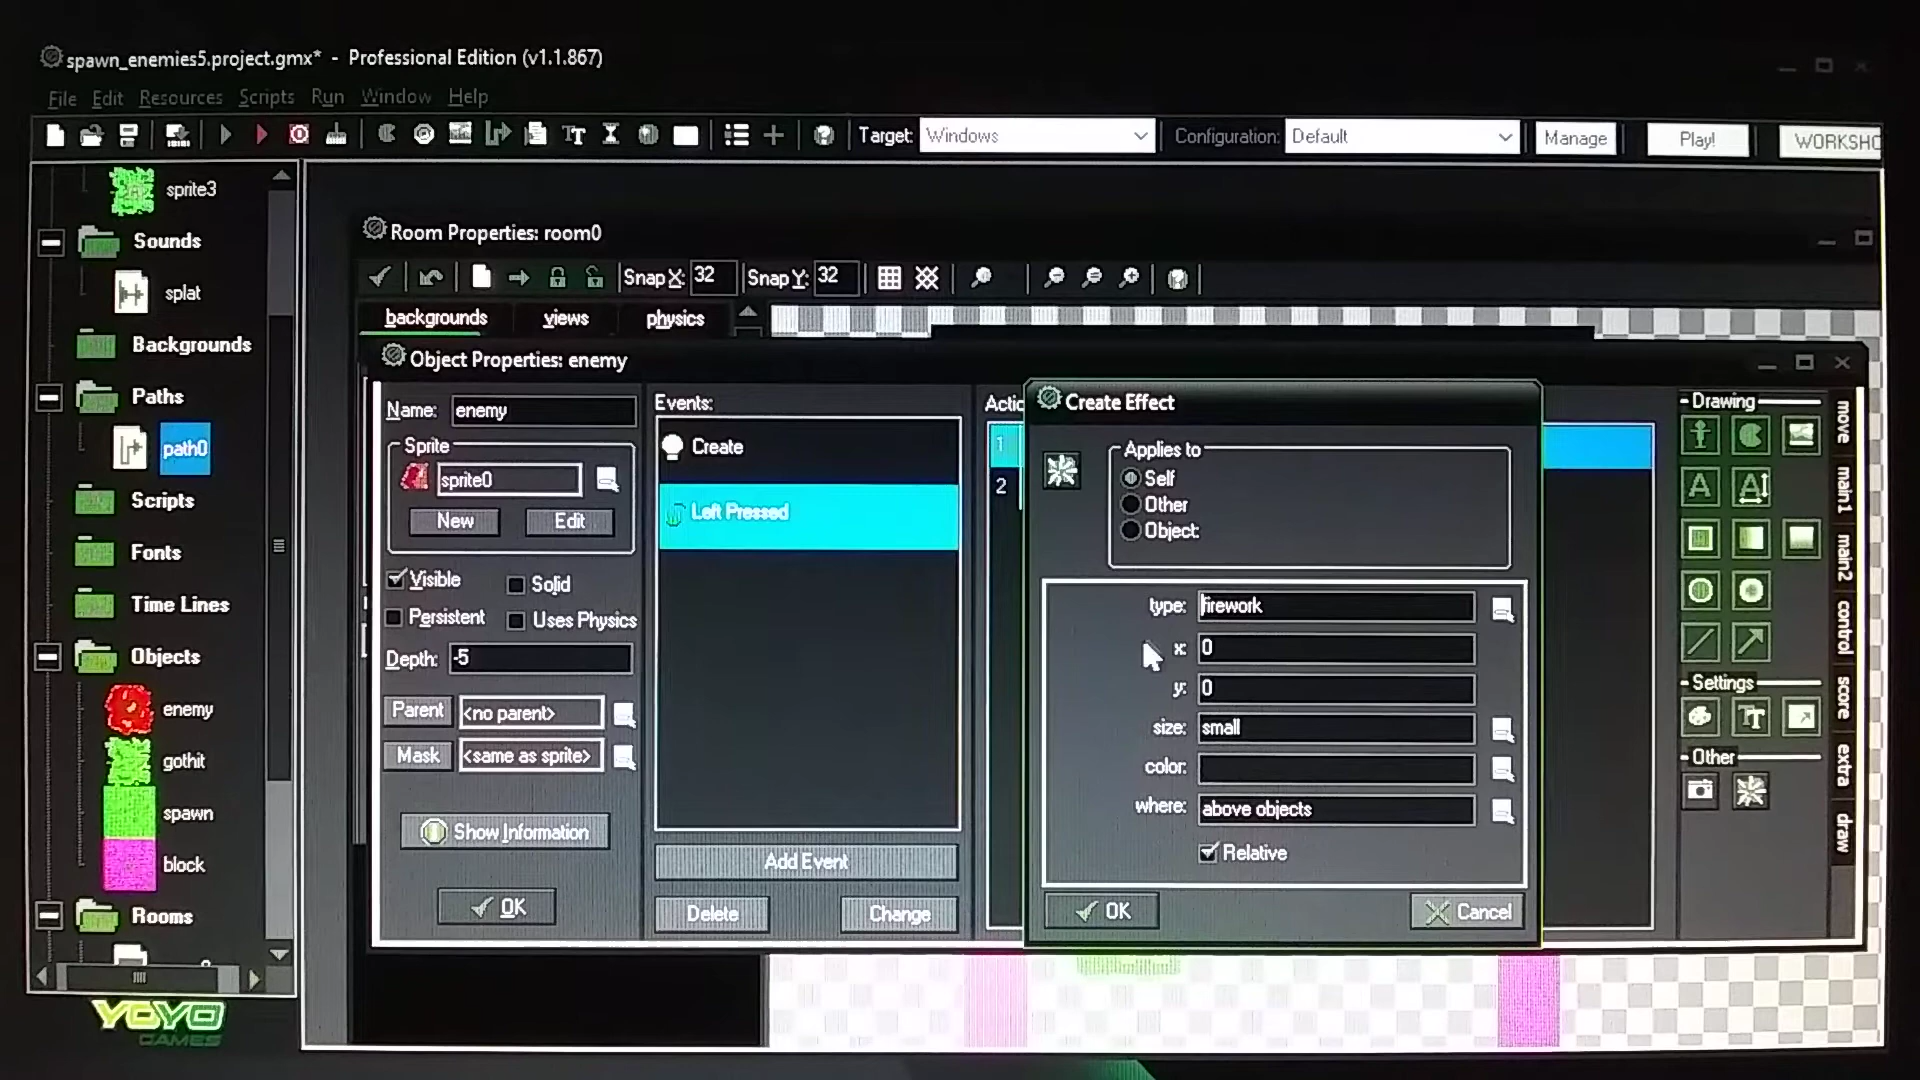 spawn_enemies5.project.gmx* - Professional Edition (v1.1.867)
File Edit Resources Scripts Run Window Help
Target: Windows Configuration: Default Manage Play! WORKSHO
sprite3
Sounds
splat
Backgrounds
Paths
path0
Scripts
Fonts
Time Lines
Objects
enemy
gothit
spawn
block
Rooms
YOYO
GAMES
Room Properties: room0
Snap X: 32 Snap Y: 32
backgrounds views physics
Object Properties: enemy
Name: enemy
Sprite
sprite0
New Edit
Visible Solid
Persistent Uses Physics
Depth: -5
Parent <no parent>
Mask <same as sprite>
Show Information
OK
Events:
Create
Left Pressed
Add Event
Delete Change
Actio
1
2
Create Effect
Applies to
Self
Other
Object:
type: firework
x: 0
y: 0
size: small
color:
where: above objects
Relative
OK Cancel
Drawing
Settings
Other
move
main1
main2
control
score
extra
draw